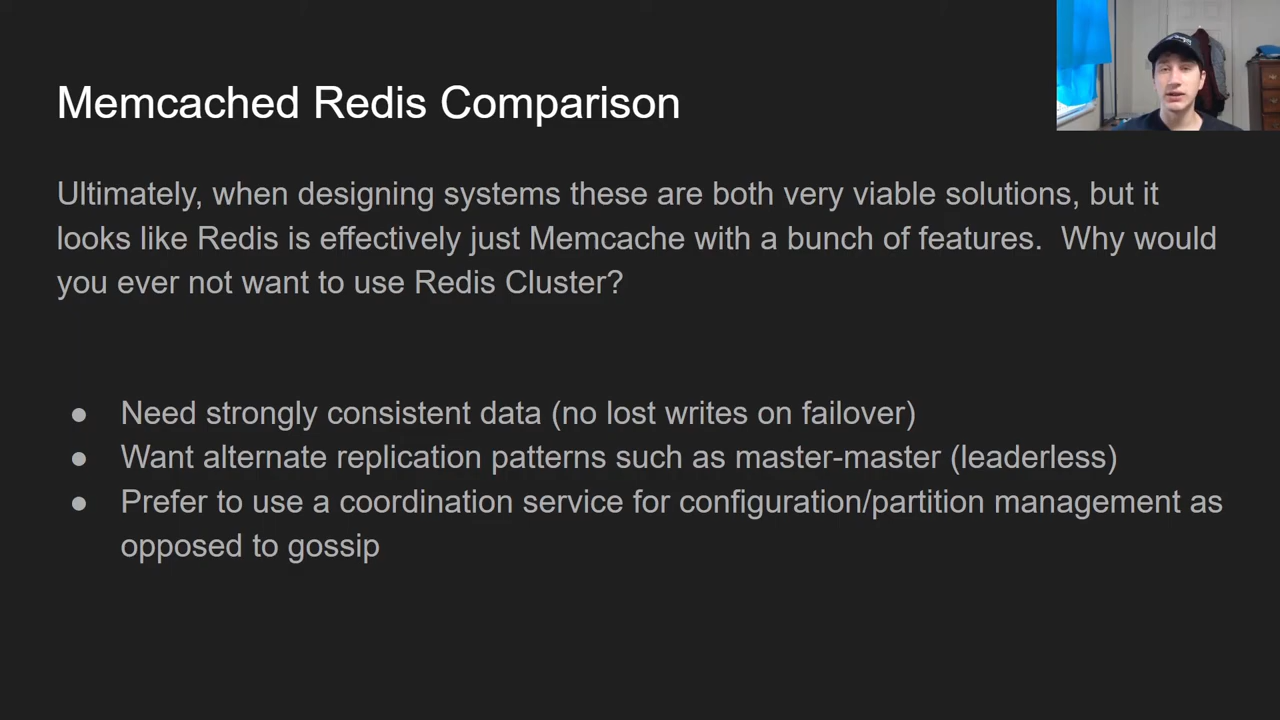 Memcached Redis Comparison
Ultimately, when designing systems these are both very viable solutions, but it
looks like Redis is effectively just Memcache with a bunch of features.  Why would
you ever not want to use Redis Cluster?
● Need strongly consistent data (no lost writes on failover)
● Want alternate replication patterns such as master-master (leaderless)
● Prefer to use a coordination service for configuration/partition management as
opposed to gossip